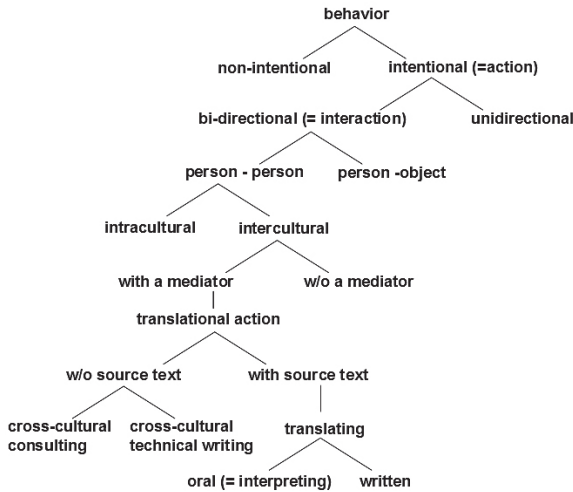 behavior
non-intentional
intentional (=action)
bi-directional (= interaction)
unidirectional
person - person
person -object
intracultural
intercultural
with a mediator
w/o a mediator
translational action
w/o source text
with source text
cross-cultural
consulting
cross-cultural
technical writing
translating
oral (= interpreting)
written